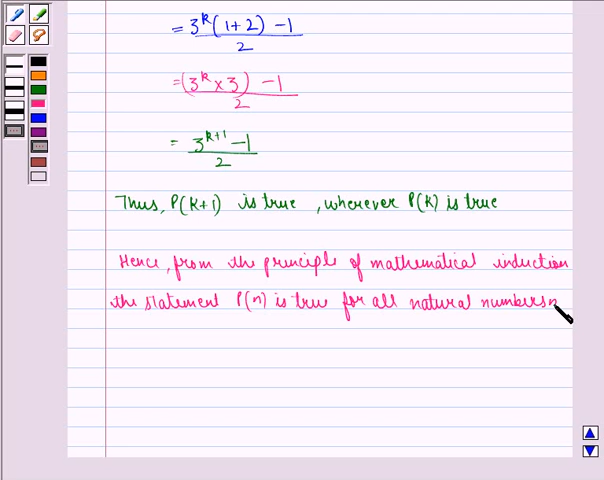 = 3^k (1+2) - 1 / 2
= (3^k × 3) - 1 / 2
= 3^(k+1) - 1 / 2
Thus, P(k+1) is true , wherever P(k) is true
Hence, from the principle of mathematical induction
the statement P(n) is true for all natural numbers n